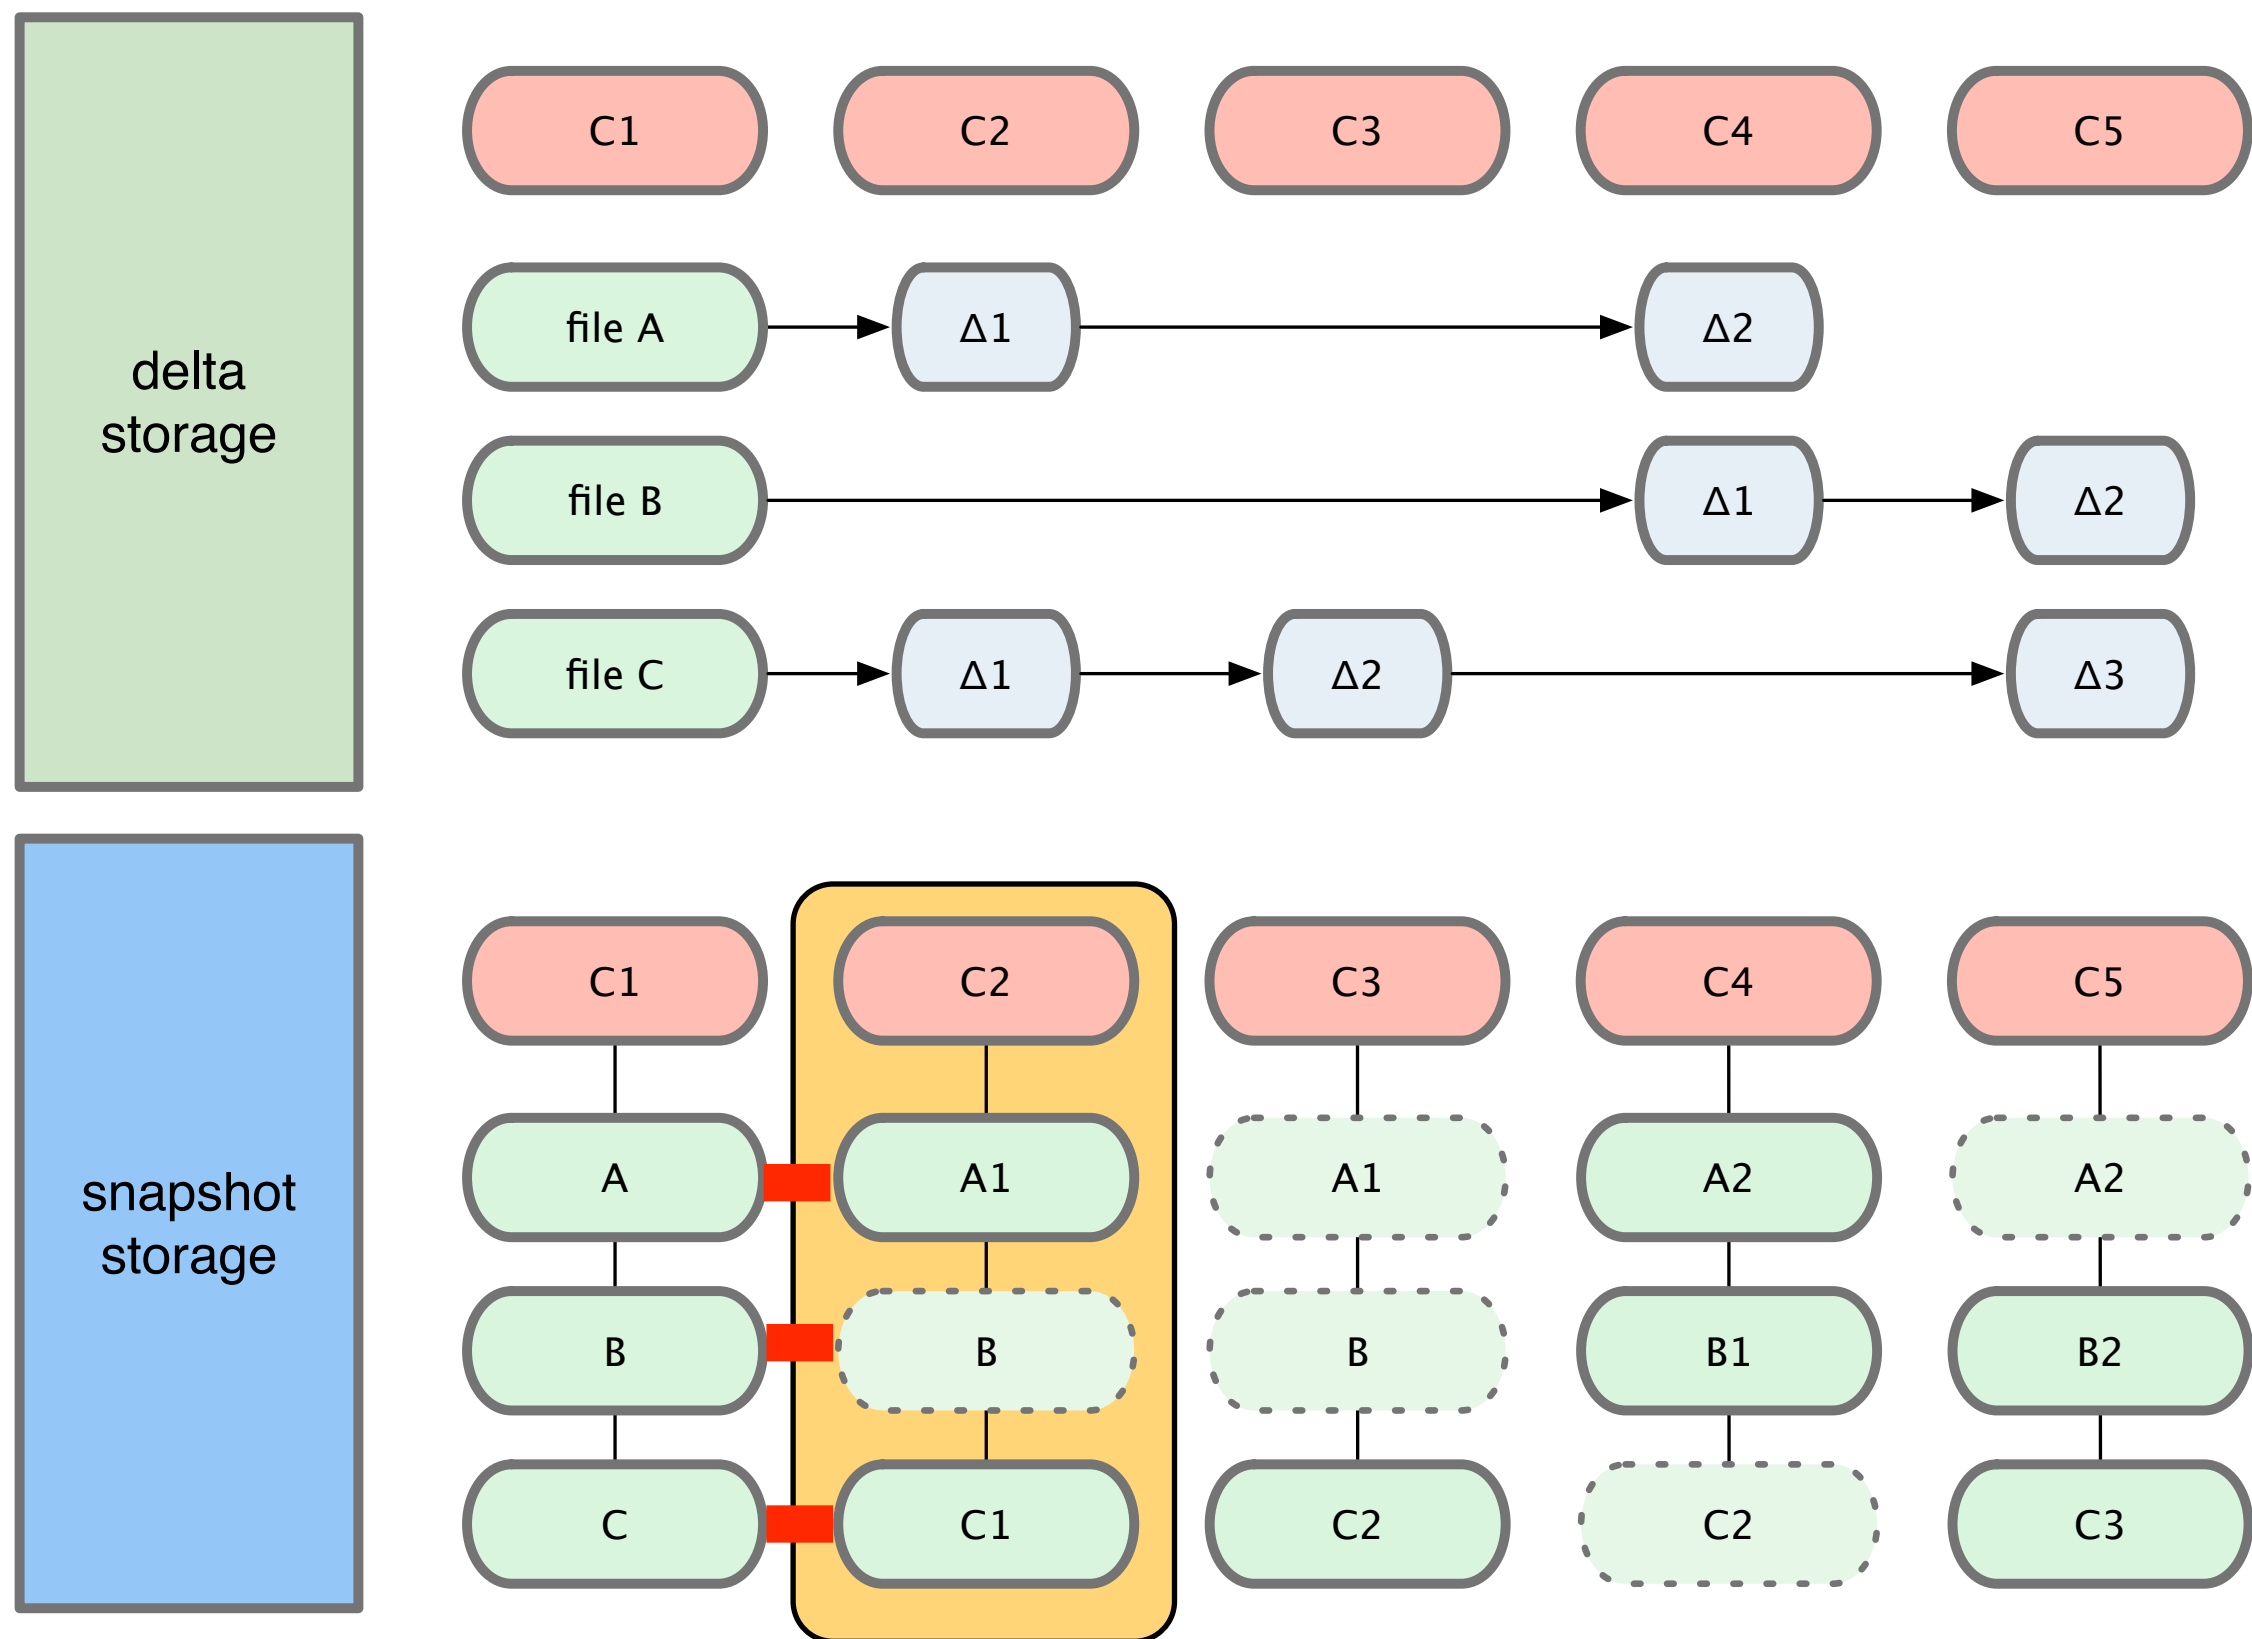 delta
storage
C1 C2 C3 C4 C5
file A Δ1 Δ2
file B Δ1 Δ2
file C Δ1 Δ2 Δ3
snapshot
storage
C1 C2 C3 C4 C5
A A1 A1 A2 A2
B B B B1 B2
C C1 C2 C2 C3